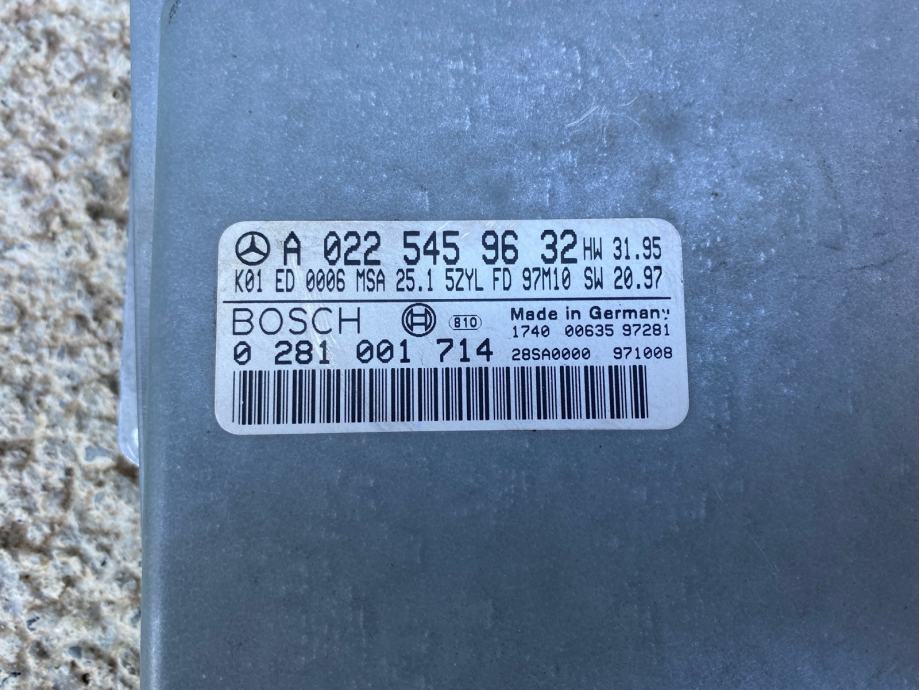 A 022 545 96 32 HW 31.95
K01 ED 0006 MSA 25.1 5ZYL FD 97M10 SW 20.97
BOSCH 810 Made in Germany
1740 00635 97281
0 281 001 714 28SA0000 971008